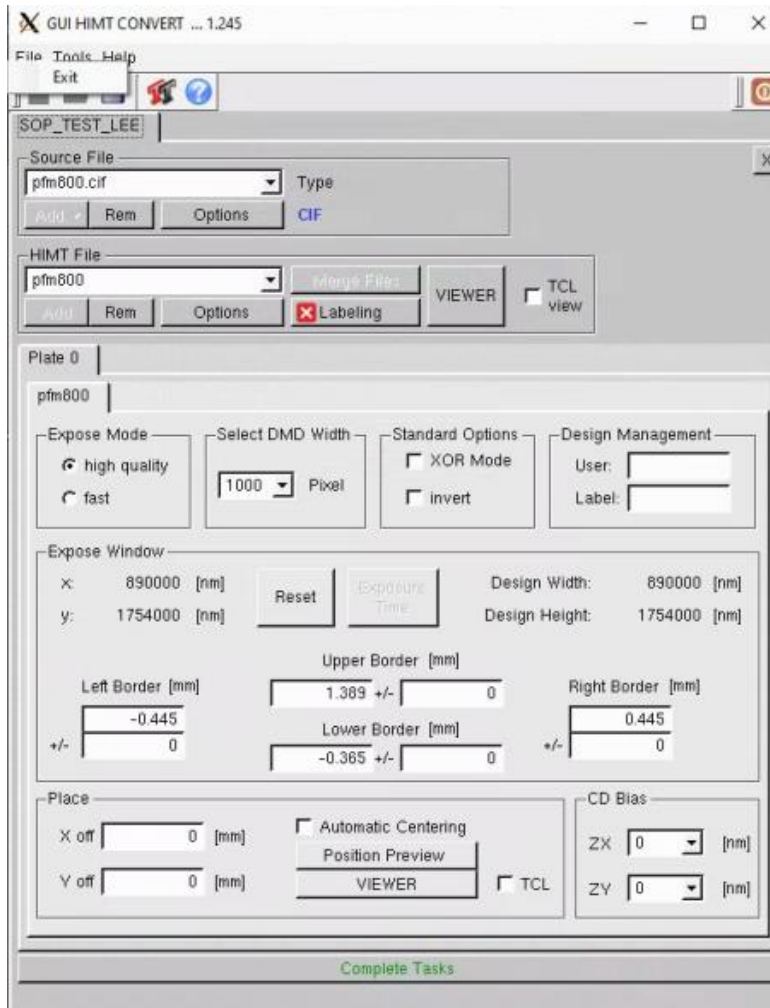 GUI HIMT CONVERT ... 1.245
File Tools Help
Exit
SOP_TEST_LEE
Source File
pfm800.cif Type
Add Rem Options CIF
HIMT File
pfm800 Merge Files VIEWER TCL view
Add Rem Options Labeling
Plate 0
pfm800
Expose Mode Select DMD Width Standard Options Design Management
high quality 1000 Pixel XOR Mode User:
fast invert Label:
Expose Window
x: 890000 [nm] Reset Exposure Time Design Width: 890000 [nm]
y: 1754000 [nm] Design Height: 1754000 [nm]
Upper Border [mm]
Left Border [mm] 1.389 +/- 0 Right Border [mm]
-0.445 Lower Border [mm] 0.445
+/- 0 -0.365 +/- 0 +/- 0
Place CD Bias
X off 0 [mm] Automatic Centering ZX 0 [nm]
Position Preview
Y off 0 [mm] VIEWER TCL ZY 0 [nm]
Complete Tasks